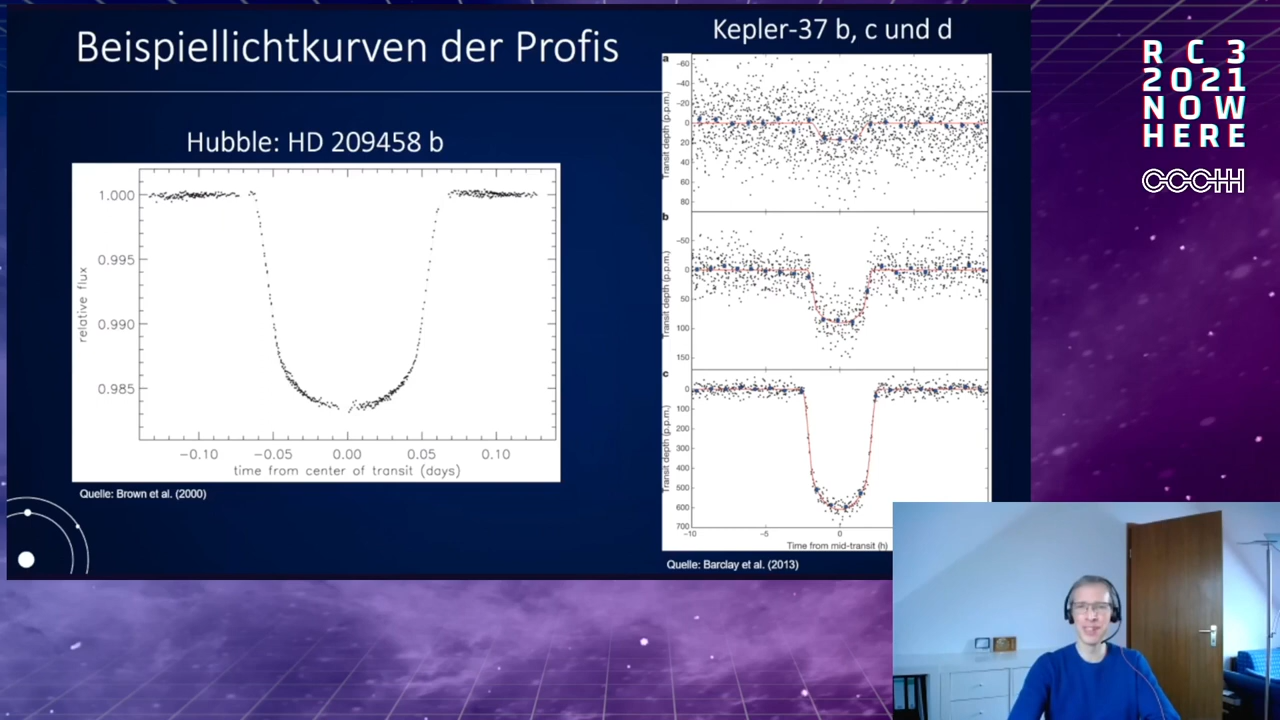 Beispiellichtkurven der Profis
Hubble: HD 209458 b
1.000
0.995
0.990
0.985
relative flux
−0.10 −0.05 0.00 0.05 0.10
time from center of transit (days)
Quelle: Brown et al. (2000)
Kepler-37 b, c und d
a
−60
−40
−20
0
20
40
60
80
Transit depth (p.p.m.)
b
−50
0
50
100
150
Transit depth (p.p.m.)
c
0
100
200
300
400
500
600
700
Transit depth (p.p.m.)
−10 −5 0
Time from mid-transit (h)
Quelle: Barclay et al. (2013)
R C 3
2021
NOW
HERE
CCCHH